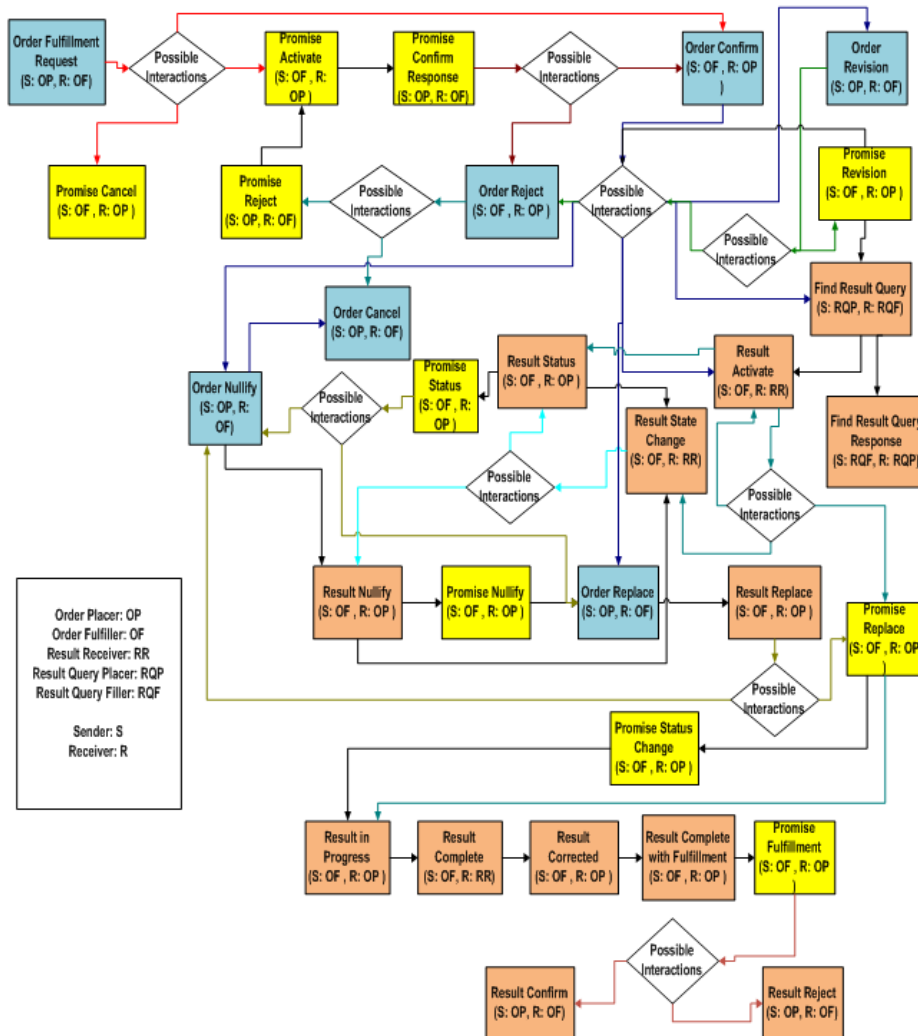 Order Fulfillment
Request
(S: OP, R: OF)
Possible
Interactions
Promise
Activate
(S: OF , R:
OP )
Promise
Confirm
Response
(S: OP, R: OF)
Possible
Interactions
Order Confirm
(S: OF , R: OP
)
Order
Revision
(S: OP, R: OF)
Promise Cancel
(S: OF , R: OP )
Promise
Reject
(S: OP, R: OF)
Possible
Interactions
Order Reject
(S: OF , R: OP )
Possible
Interactions
Promise
Revision
(S: OF , R: OP )
Possible
Interactions
Find Result Query
(S: RQP, R: RQF)
Order Cancel
(S: OP, R: OF)
Order Nullify
(S: OP, R:
OF)
Possible
Interactions
Promise
Status
(S: OF , R:
OP )
Result Status
(S: OF , R: OP )
Result
Activate
(S: OF, R: RR)
Result State
Change
(S: OF, R: RR)
Find Result Query
Response
(S: RQF, R: RQP)
Possible
Interactions
Possible
Interactions
Result Nullify
(S: OF , R: OP )
Promise Nullify
(S: OF , R: OP )
Order Replace
(S: OP, R: OF)
Result Replace
(S: OF , R: OP )
Promise
Replace
(S: OF , R: OP
)
Possible
Interactions
Order Placer: OP
Order Fulfiller: OF
Result Receiver: RR
Result Query Placer: RQP
Result Query Filler: RQF
Sender: S
Receiver: R
Promise Status
Change
(S: OF , R: OP )
Result in
Progress
(S: OF , R: OP )
Result
Complete
(S: OF, R: RR)
Result
Corrected
(S: OF , R: OP )
Result Complete
with Fulfillment
(S: OF , R: OP )
Promise
Fulfillment
(S: OF , R: OP
)
Possible
Interactions
Result Confirm
(S: OP, R: OF)
Result Reject
(S: OP, R: OF)